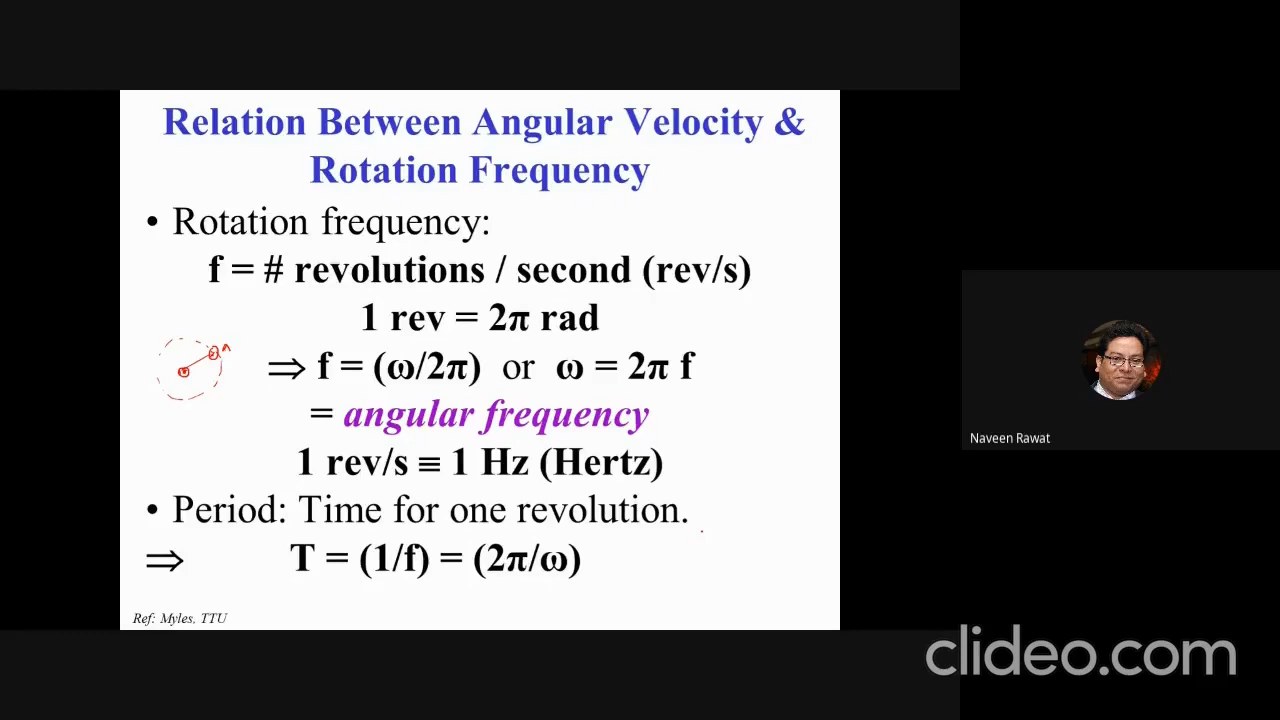 Relation Between Angular Velocity &
Rotation Frequency
• Rotation frequency:
f = # revolutions / second (rev/s)
1 rev = 2π rad
⇒ f = (ω/2π) or ω = 2π f
= angular frequency
1 rev/s ≡ 1 Hz (Hertz)
• Period: Time for one revolution.
⇒ T = (1/f) = (2π/ω)
Ref: Myles, TTU
Naveen Rawat
clideo.com